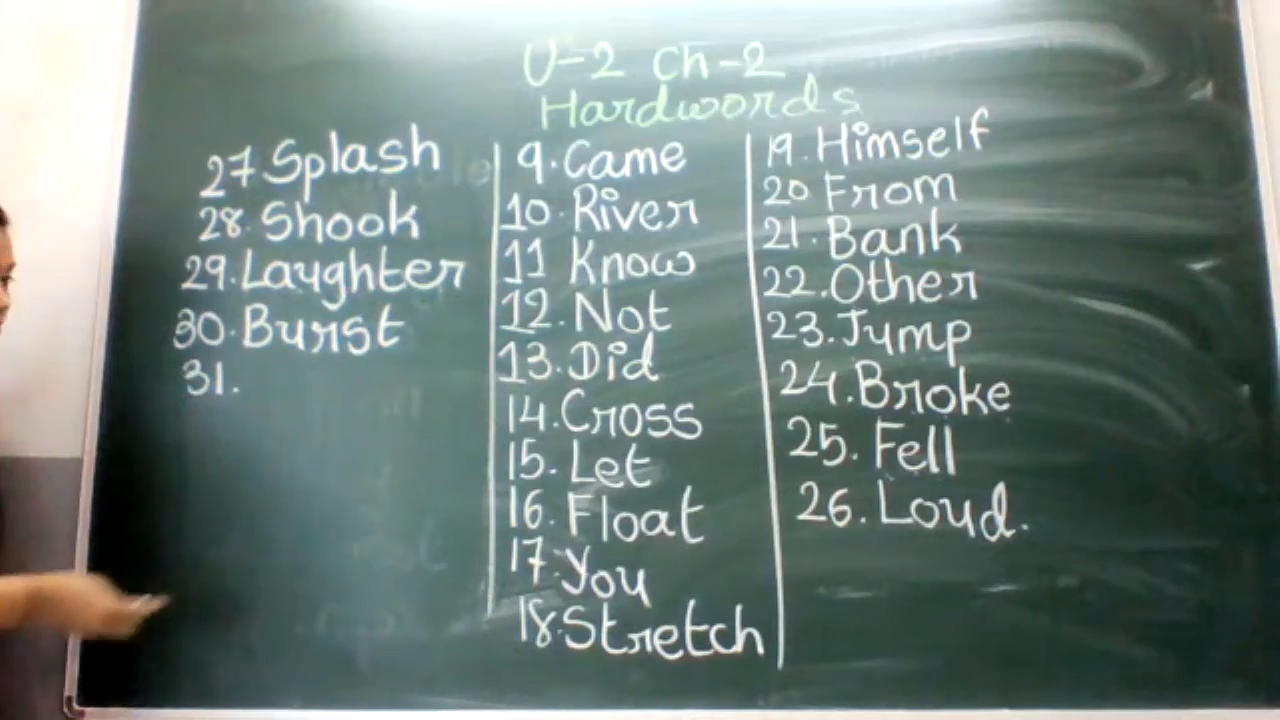 U-2 Ch-2
Hardwords
27 Splash
28. Shook
29. Laughter
30. Burst
31.
9. Came
10. River
11 Know
12. Not
13. Did
14. Cross
15. Let
16. Float
17. You
18. Stretch
19. Himself
20 From
21. Bank
22. Other
23. Jump
24. Broke
25. Fell
26. Loud.